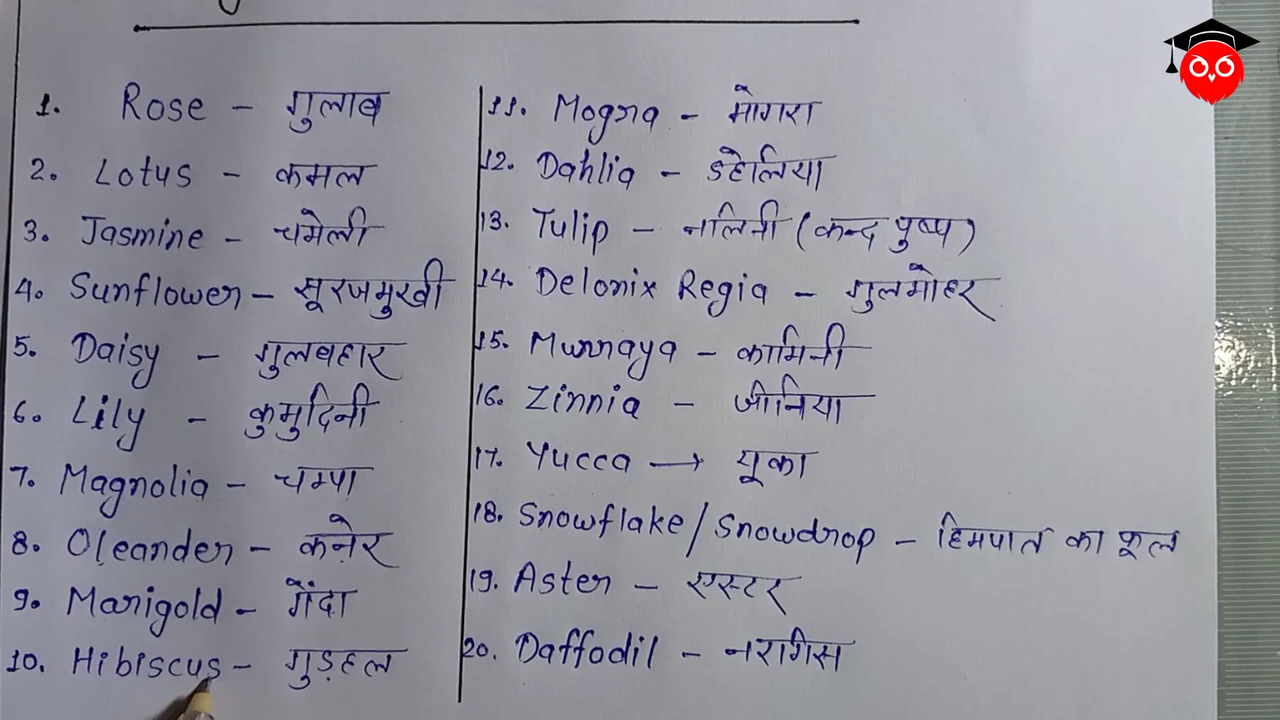 1. Rose - गुलाब
2. Lotus - कमल
3. Jasmine - चमेली
4. Sunflower - सूरजमुखी
5. Daisy - गुलबहार
6. Lily - कुमुदिनी
7. Magnolia - चम्पा
8. Oleander - कऩेर
9. Marigold - गेंदा
10. Hibiscus - गुड़हल
11. Mogra - मोगरा
12. Dahlia - डहेलिया
13. Tulip - नलिनी (कन्द पुष्प)
14. Delonix Regia - गुलमोहर
15. Murraya - कामिनी
16. Zinnia - जीनिया
17. Yucca → यूका
18. Snowflake/Snowdrop - हिमपात का फूल
19. Aster - एस्टर
20. Daffodil - नरगिस